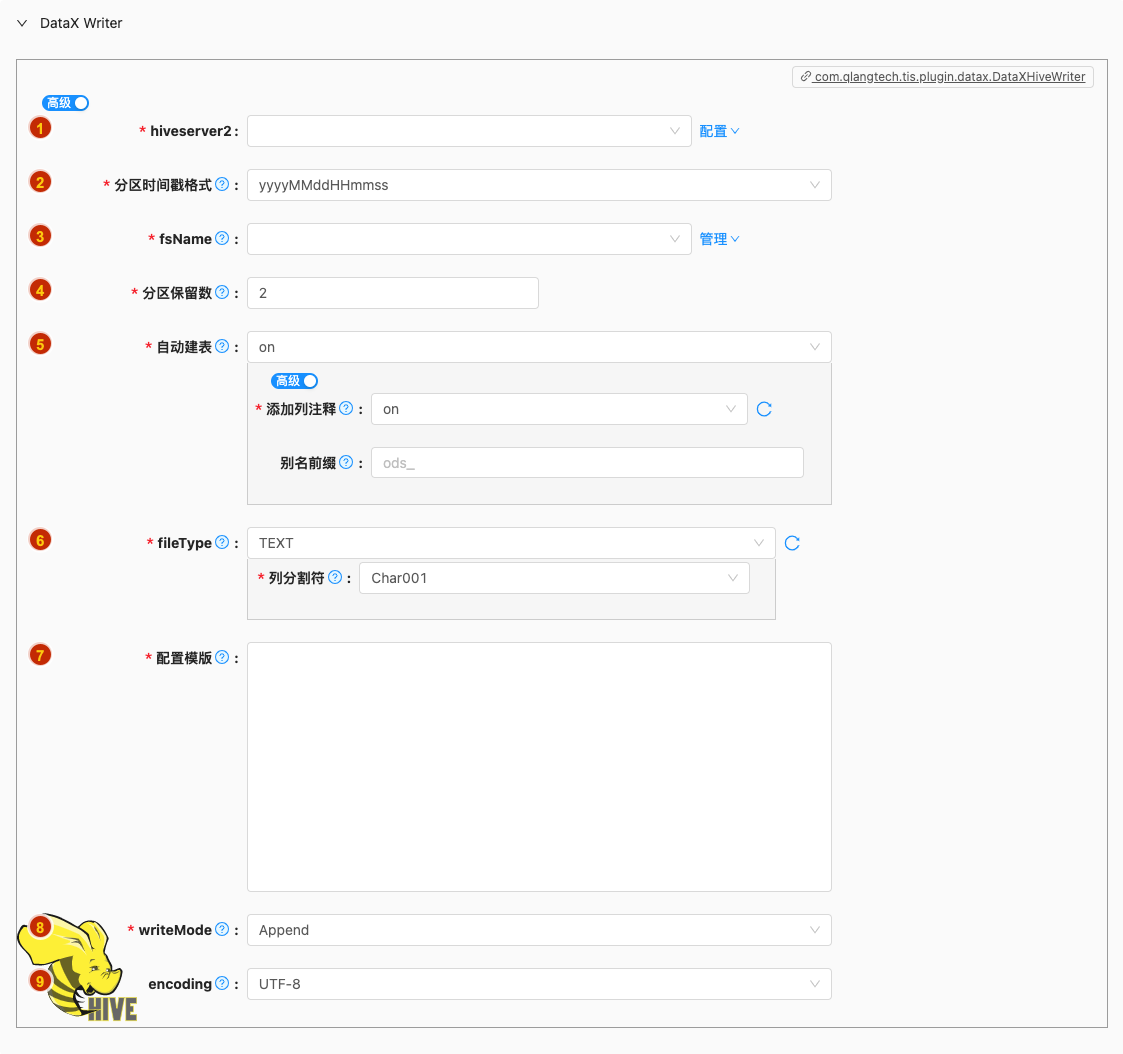 DataX Writer
com.qlangtech.tis.plugin.datax.DataXHiveWriter
高级
1 * hiveserver2 : 配置
2 * 分区时间戳格式 ? : yyyyMMddHHmmss
3 * fsName ? : 管理
4 * 分区保留数 ? : 2
5 * 自动建表 ? : on
高级
* 添加列注释 ? : on
别名前缀 ? : ods_
6 * fileType ? : TEXT
* 列分割符 ? : Char001
7 * 配置模版 ? :
8 * writeMode ? : Append
9 encoding ? : UTF-8
HIVE